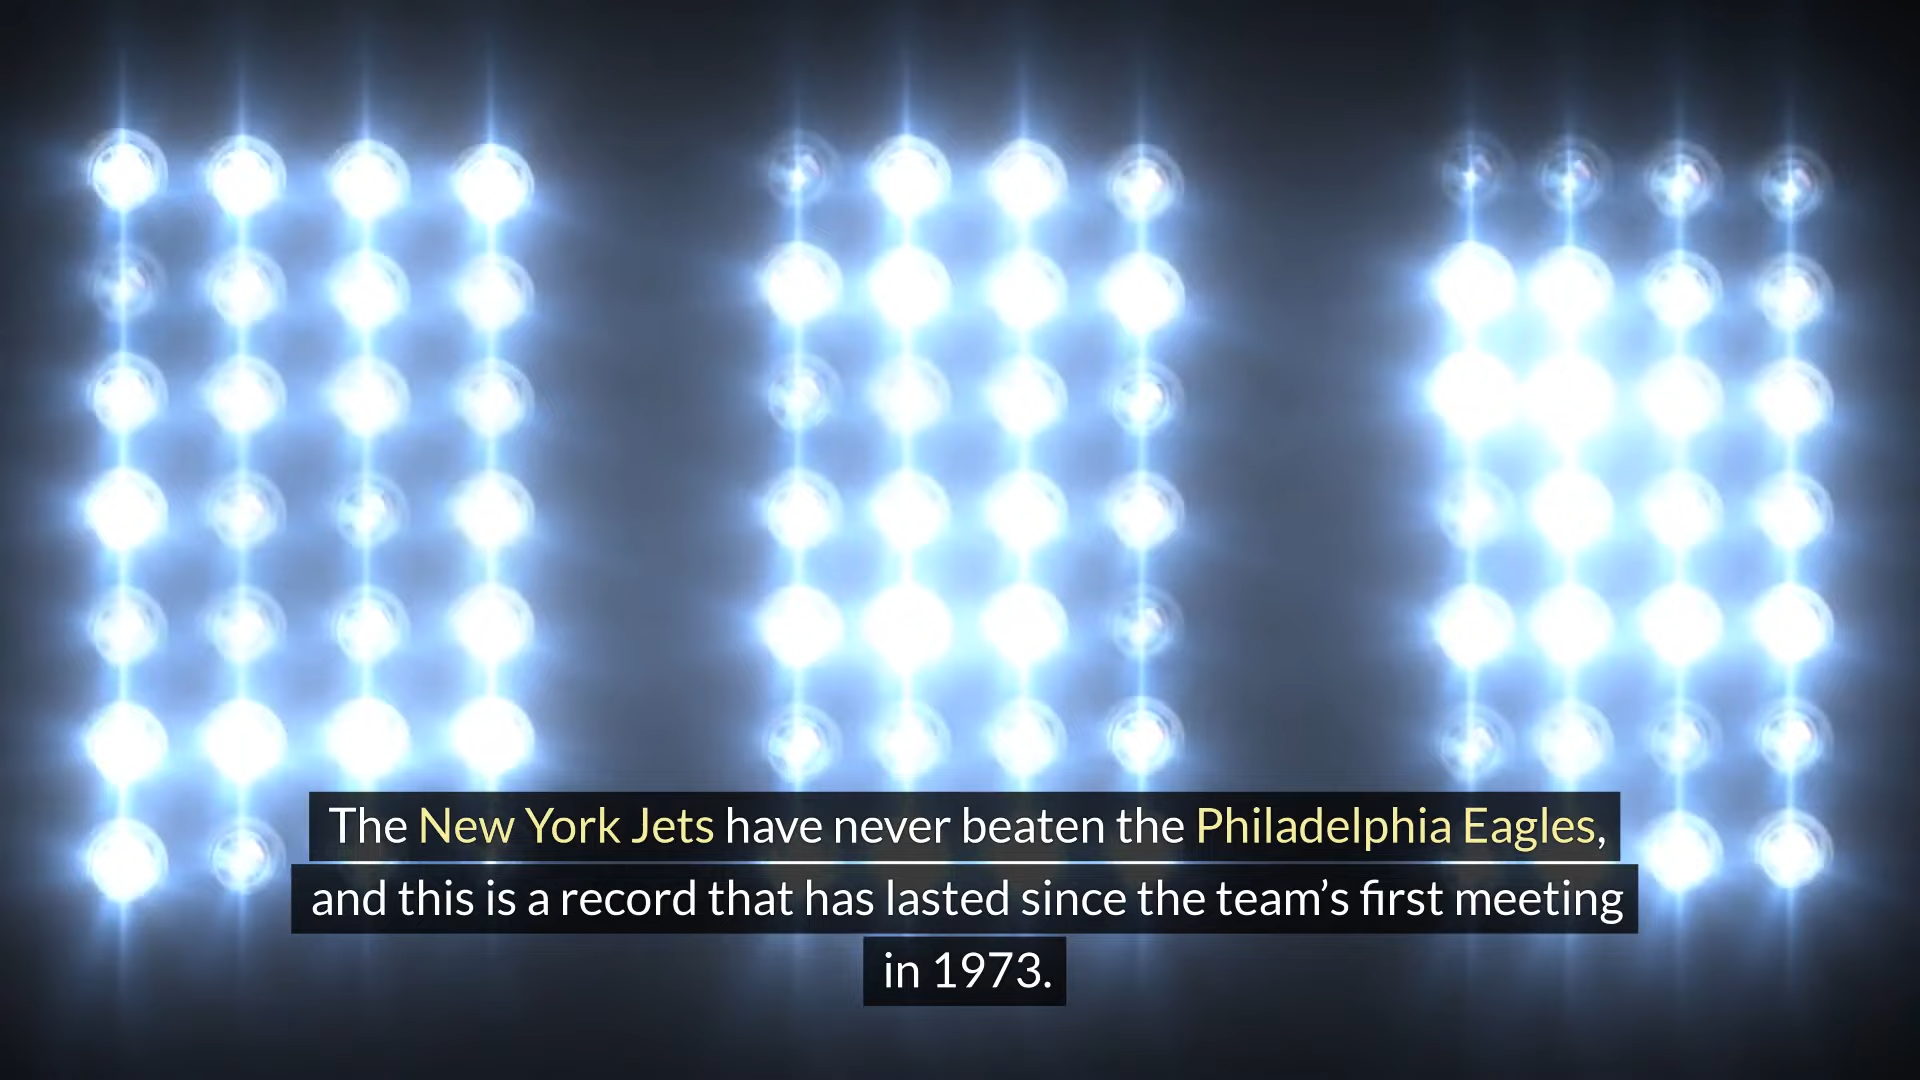 The New York Jets have never beaten the Philadelphia Eagles,
and this is a record that has lasted since the team’s first meeting
in 1973.